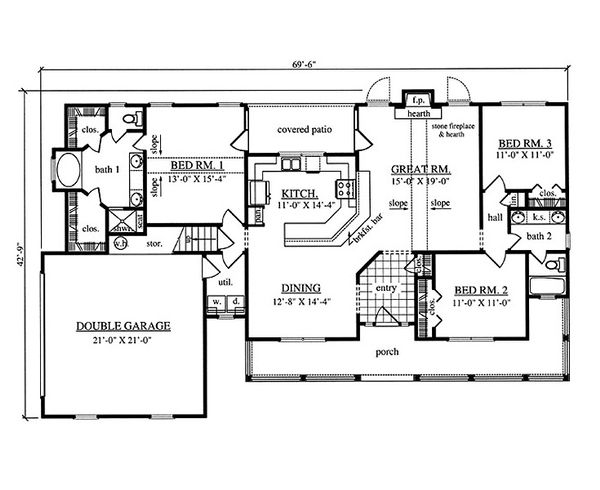 69'-6"
42'-9"
clos.
bath 1
clos.
shwr
seat
w.h.
stor.
slope
slope
BED RM. 1
13'-0" X 15'-4"
covered patio
KITCH.
11'-0" X 14'-4"
pan
brkfst. bar
f.p.
hearth
stone fireplace
& hearth
GREAT RM.
15'-0" X 19'-0"
slope
slope
BED RM. 3
11'-0" X 11'-0"
lin
clos.
hall
k.s.
bath 2
up
util.
w.
d.
DINING
12'-8" X 14'-4"
entry
clos.
clos.
BED RM. 2
11'-0" X 11'-0"
DOUBLE GARAGE
21'-0" X 21'-0"
porch